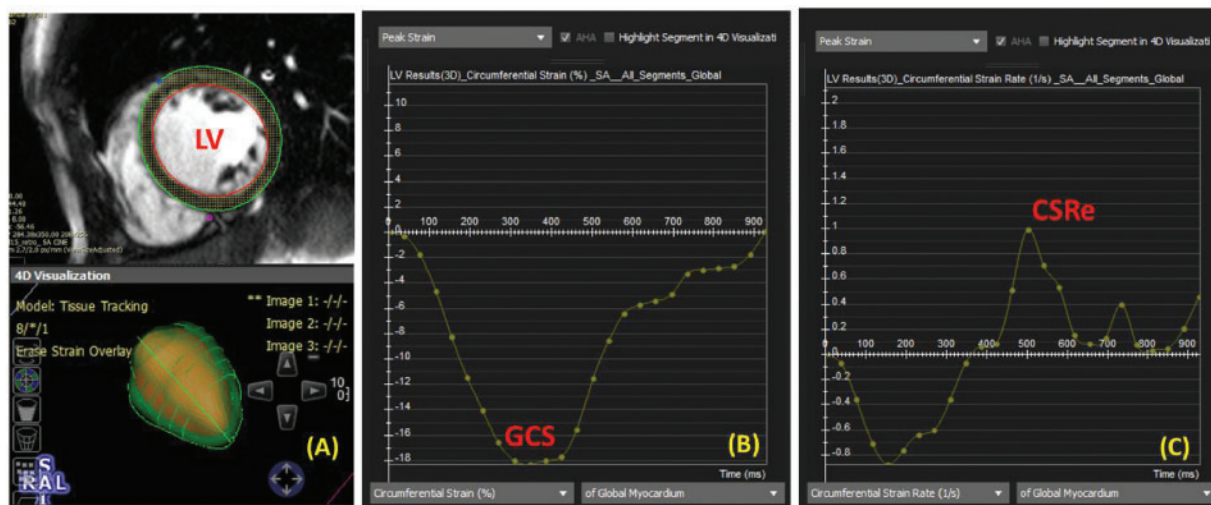 LV
4D Visualization
Model: Tissue Tracking
8/*/1
Erase Strain Overlay
** Image 1: -/-/-
Image 2: -/-/-
Image 3: -/-/-
10
0
(A)
Peak Strain
AHA
Highlight Segment in 4D Visualizati
LV Results(3D)_Circumferential Strain (%) _SA__All_Segments_Global
10
8
6
4
2
0
-2
-4
-6
-8
-10
-12
-14
-16
-18
0 100 200 300 400 500 600 700 800 900
GCS
(B)
Time (ms)
Circumferential Strain (%)
of Global Myocardium
Peak Strain
AHA
Highlight Segment in 4D Visualizati
LV Results(3D)_Circumferential Strain Rate (1/s) _SA__All_Segments_Global
2
1.8
1.6
1.4
1.2
1
0.8
0.6
0.4
0.2
0
-0.2
-0.4
-0.6
-0.8
0 100 200 300 400 500 600 700 800 900
CSRe
(C)
Time (ms)
Circumferential Strain Rate (1/s)
of Global Myocardium